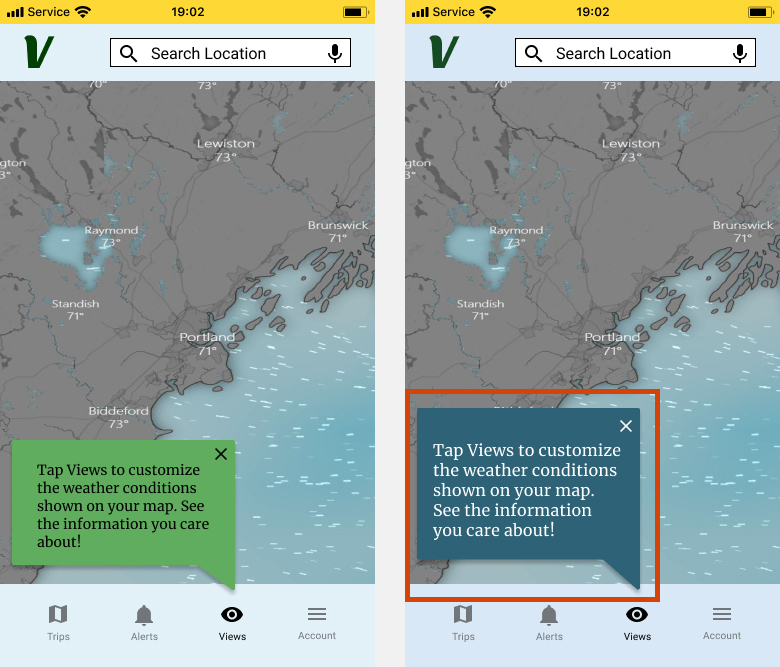 Service 19:02
V
Search Location
70°
73°
Lewiston
73°
gton
3°
Raymond
73°
Brunswick
71°
Standish
71°
Portland
71°
Biddeford
73°
Tap Views to customize
the weather conditions
shown on your map. See
the information you care
about!
Trips
Alerts
Views
Account
Service 19:02
V
Search Location
70°
73°
Lewiston
73°
gton
3°
Raymond
73°
Brunswick
71°
Standish
71°
Portland
71°
Tap Views to customize
the weather conditions
shown on your map.
See the information
you care about!
Trips
Alerts
Views
Account